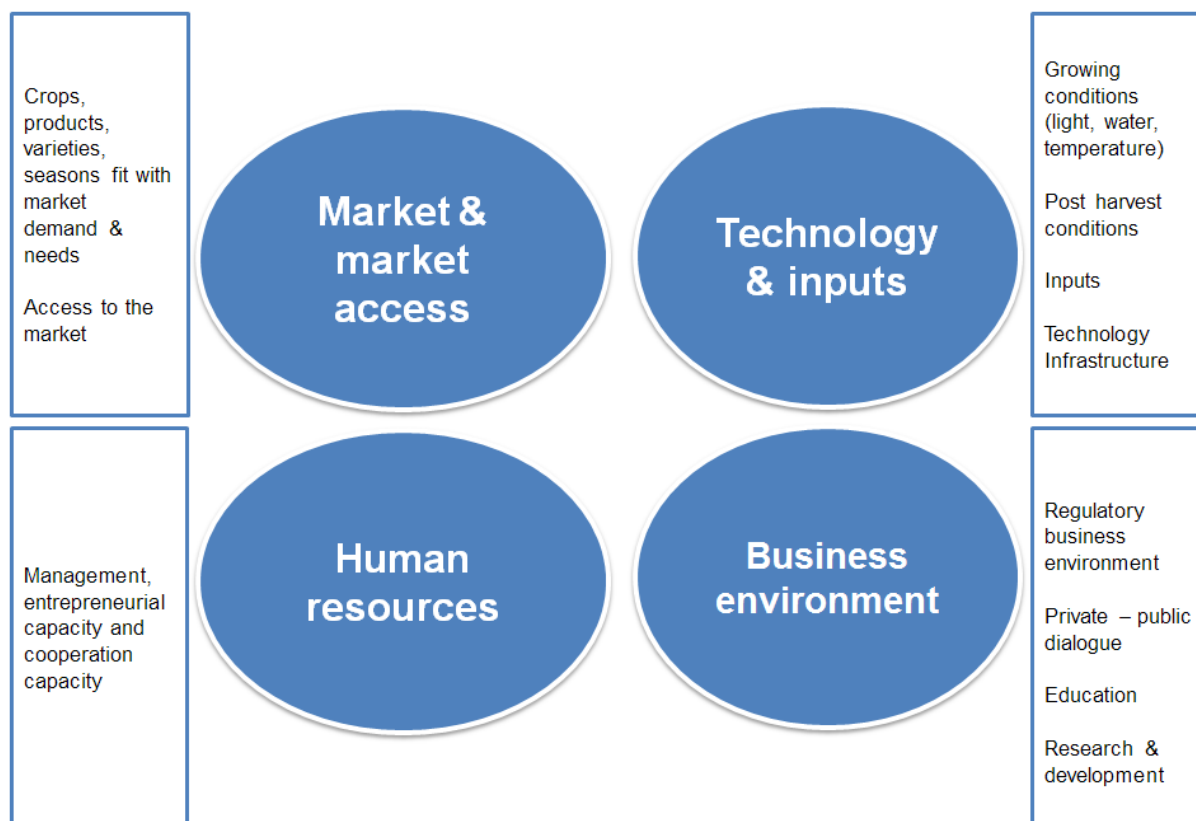 Crops,
products,
varieties,
seasons fit with
market
demand &
needs
Access to the
market
Market &
market
access
Technology
& inputs
Growing
conditions
(light, water,
temperature)
Post harvest
conditions
Inputs
Technology
Infrastructure
Management,
entrepreneurial
capacity and
cooperation
capacity
Human
resources
Business
environment
Regulatory
business
environment
Private – public
dialogue
Education
Research &
development